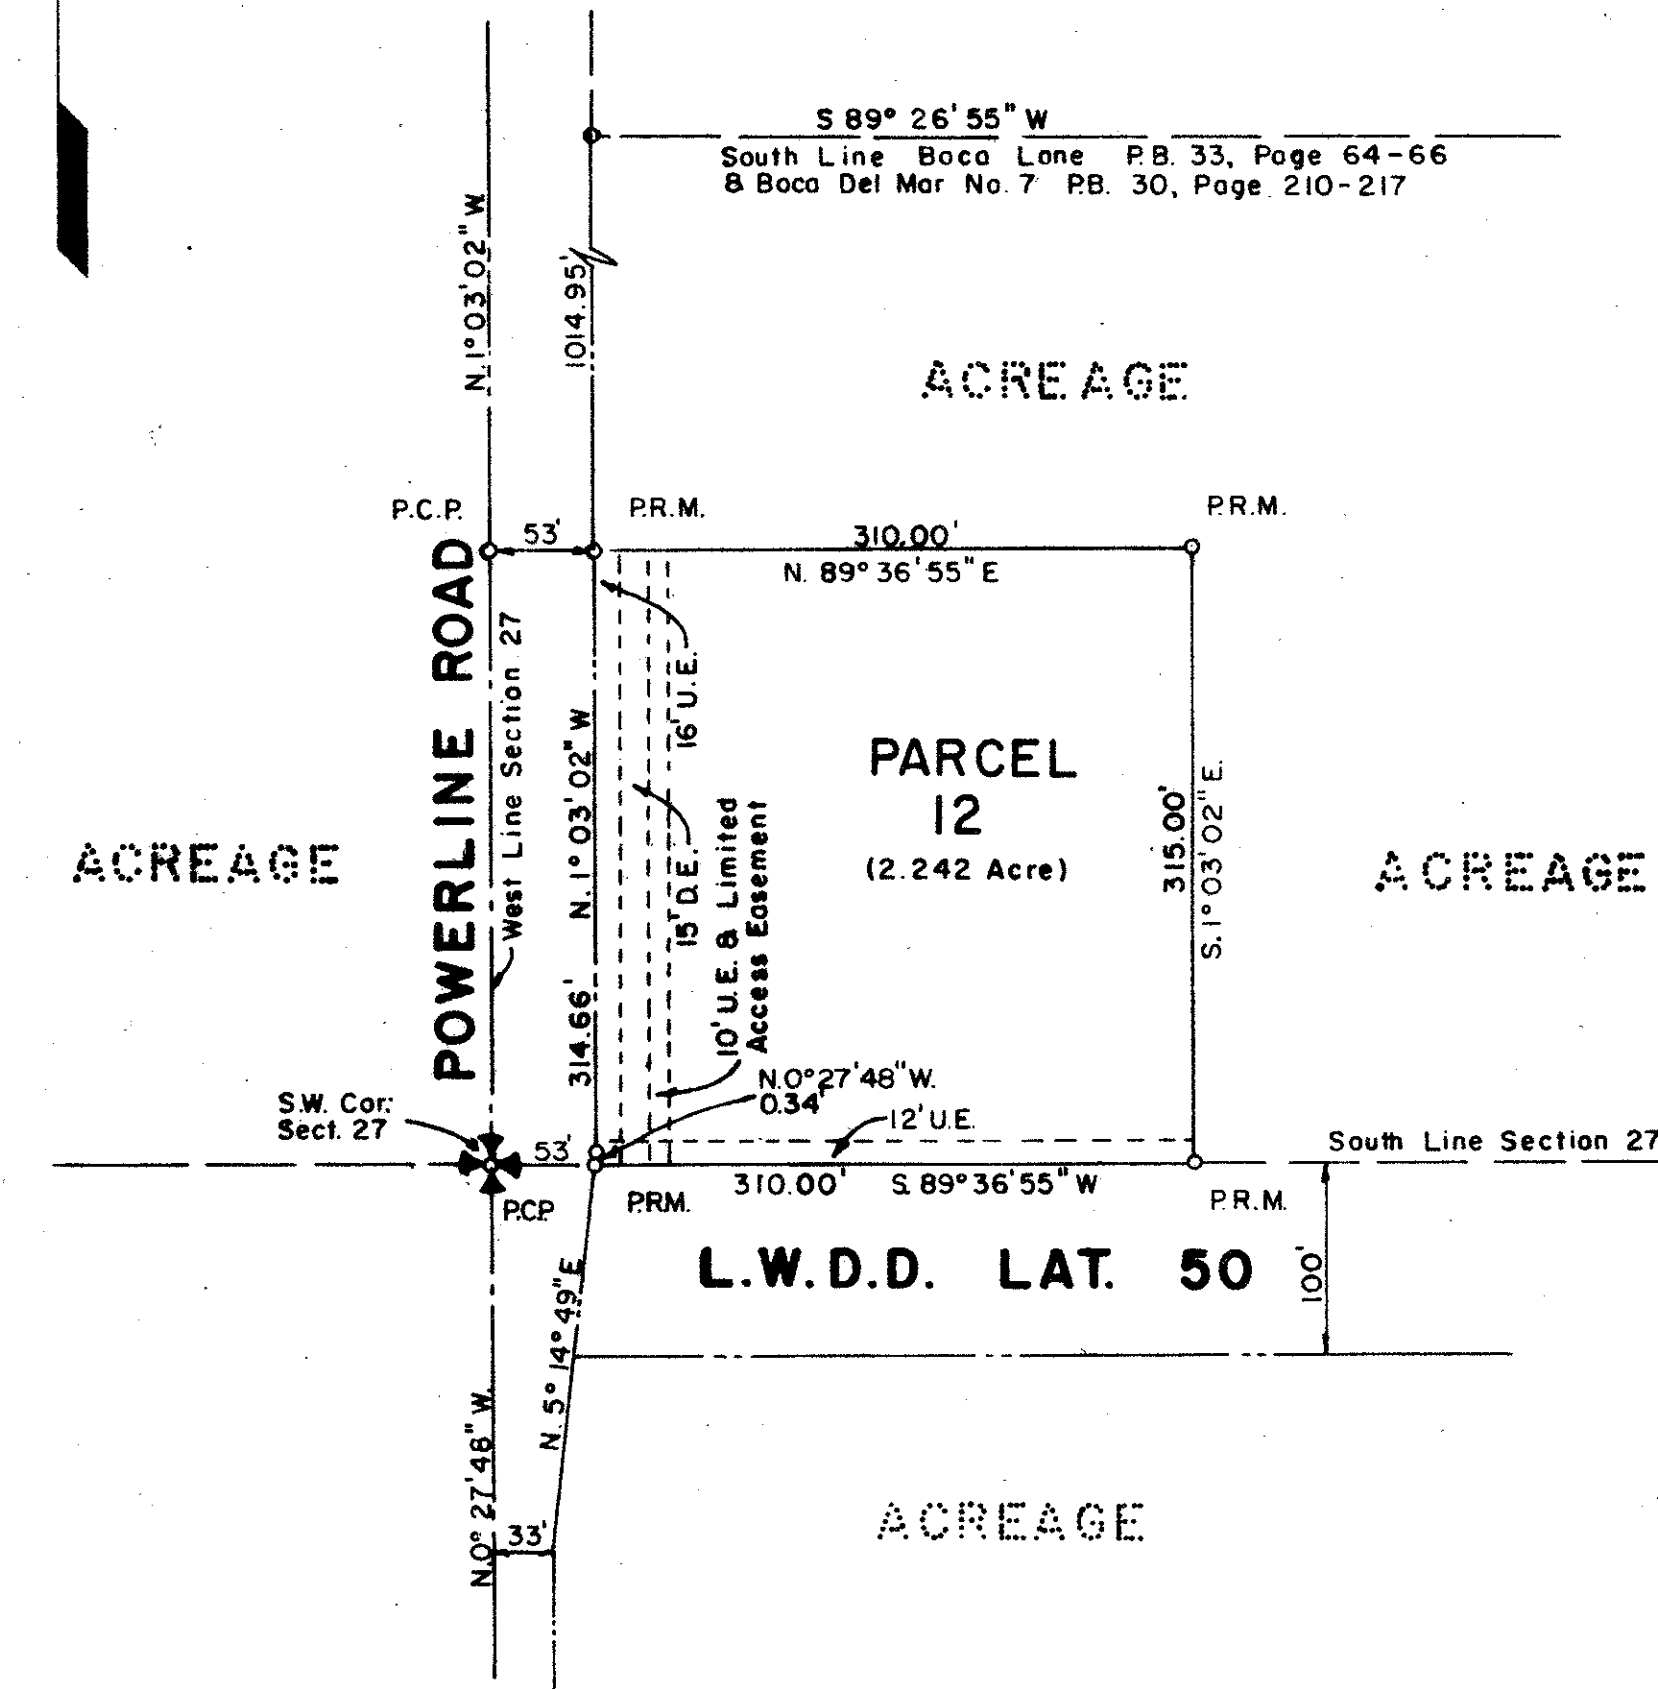 S 89° 26' 55" W
South Line Boca Lane P.B. 33, Page 64-66
& Boca Del Mar No. 7 P.B. 30, Page 210-217
N. 1° 03' 02" W
1014.95'
ACREAGE
P.C.P.
53'
P.R.M.
310.00'
N. 89° 36' 55" E
P.R.M.
POWERLINE ROAD
West Line Section 27
N. 1° 03' 02" W
314.66'
16' U.E.
15' D.E.
10' U.E. & Limited
Access Easement
PARCEL
12
(2.242 Acre)
315.00'
S. 1° 03' 02" E.
ACREAGE
ACREAGE
S.W. Cor.
Sect. 27
N. 0° 27' 48" W.
0.34'
12' U.E.
53'
South Line Section 27
310.00' S. 89° 36' 55" W
P.C.P.
P.R.M.
P.R.M.
L.W.D.D. LAT. 50
100'
N. 5° 14' 49" E
N. 0° 27' 48" W.
33'
ACREAGE